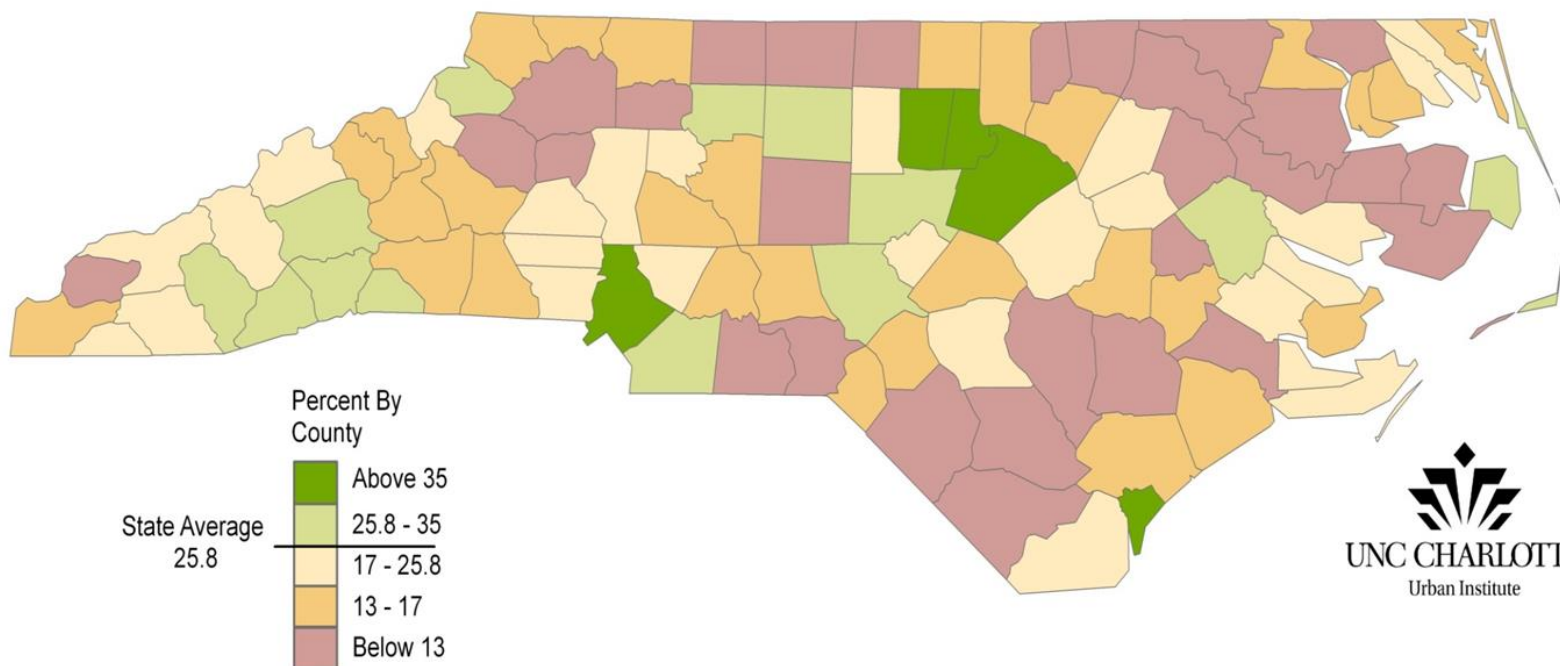 Percent By
County
Above 35
25.8 - 35
State Average
25.8
17 - 25.8
13 - 17
Below 13
UNC CHARLOTT
Urban Institute